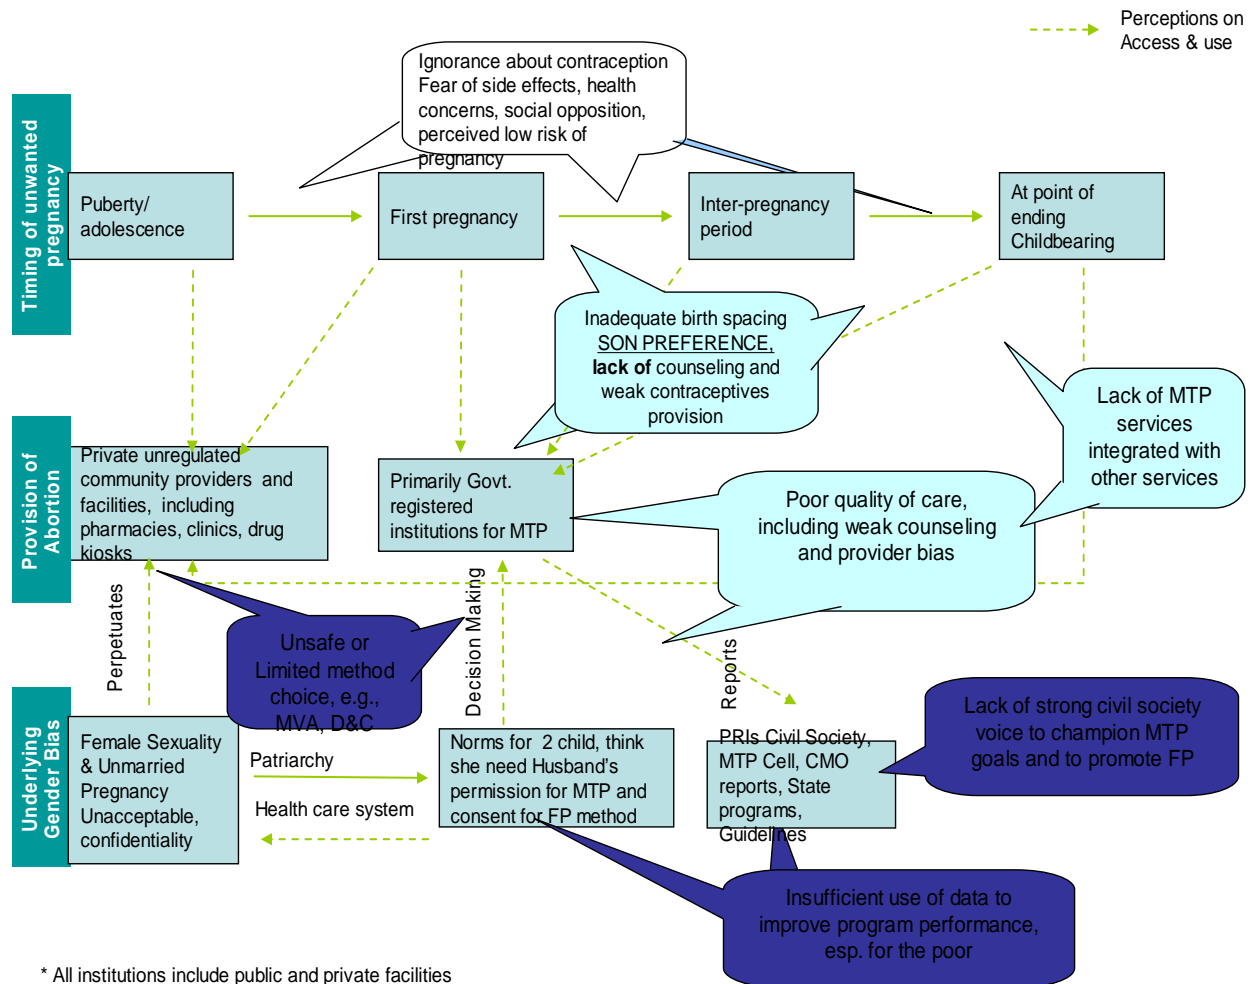 Perceptions on
Access & use
Ignorance about contraception
Fear of side effects, health
concerns, social opposition,
perceived low risk of
pregnancy
Timing of unwanted
pregnancy
Puberty/
adolescence
First pregnancy
Inter-pregnancy
period
At point of
ending
Childbearing
Inadequate birth spacing
SON PREFERENCE,
lack of counseling and
weak contraceptives
provision
Lack of MTP
services
integrated with
other services
Provision of
Abortion
Private unregulated
community providers and
facilities, including
pharmacies, clinics, drug
kiosks
Primarily Govt.
registered
institutions for MTP
Poor quality of care,
including weak counseling
and provider bias
Perpetuates
Unsafe or
Limited method
choice, e.g.,
MVA, D&C
Decision Making
Reports
Underlying
Gender Bias
Female Sexuality
& Unmarried
Pregnancy
Unacceptable,
confidentiality
Patriarchy
Health care system
Norms for 2 child, think
she need Husband's
permission for MTP and
consent for FP method
PRIs Civil Society,
MTP Cell, CMO
reports, State
programs,
Guidelines
Lack of strong civil society
voice to champion MTP
goals and to promote FP
Insufficient use of data to
improve program performance,
esp. for the poor
* All institutions include public and private facilities